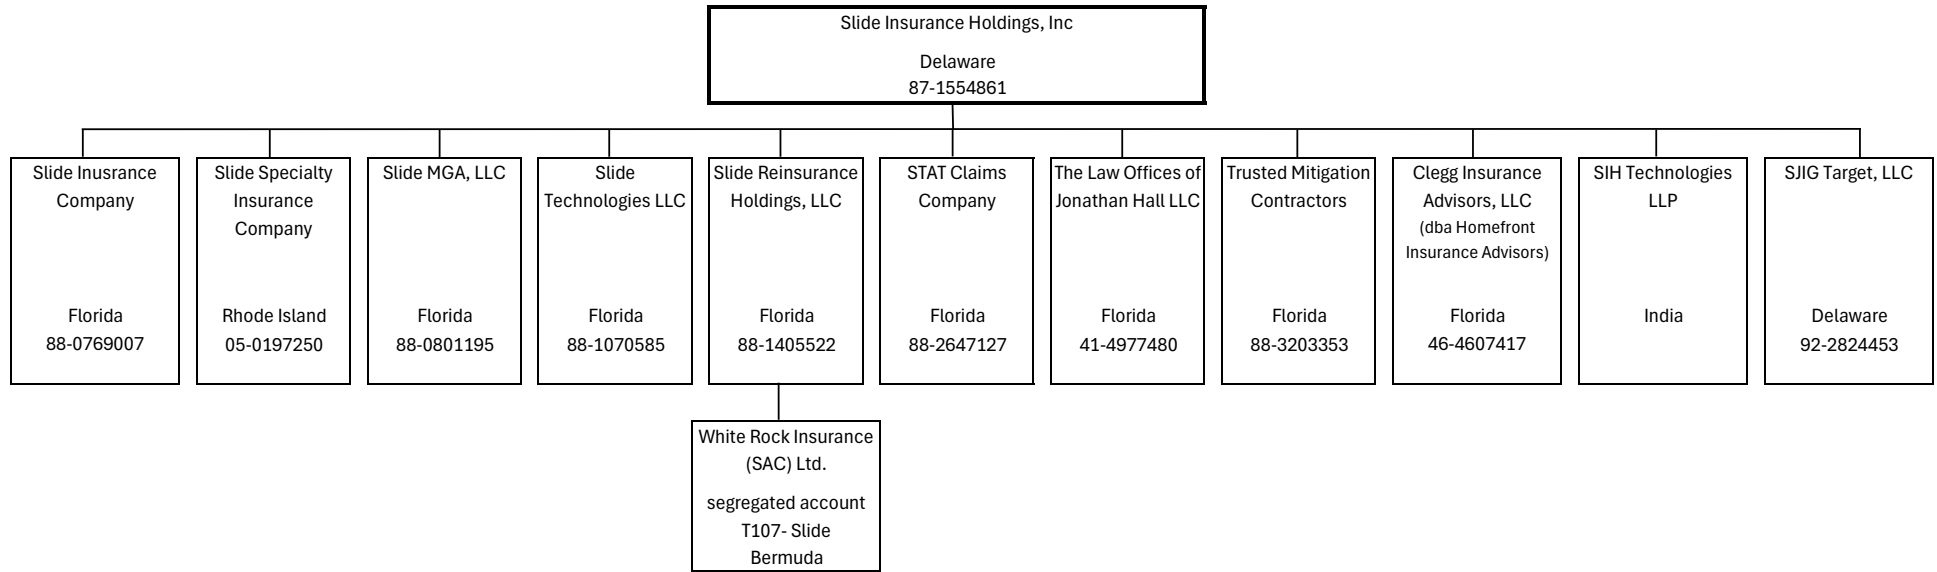 Slide Insurance Holdings, Inc
Delaware
87-1554861
Slide Inusrance
Company
Florida
88-0769007
Slide Specialty
Insurance
Company
Rhode Island
05-0197250
Slide MGA, LLC
Florida
88-0801195
Slide
Technologies LLC
Florida
88-1070585
Slide Reinsurance
Holdings, LLC
Florida
88-1405522
STAT Claims
Company
Florida
88-2647127
The Law Offices of
Jonathan Hall LLC
Florida
41-4977480
Trusted Mitigation
Contractors
Florida
88-3203353
Clegg Insurance
Advisors, LLC
(dba Homefront
Insurance Advisors)
Florida
46-4607417
SIH Technologies
LLP
India
SJIG Target, LLC
Delaware
92-2824453
White Rock Insurance
(SAC) Ltd.
segregated account
T107- Slide
Bermuda